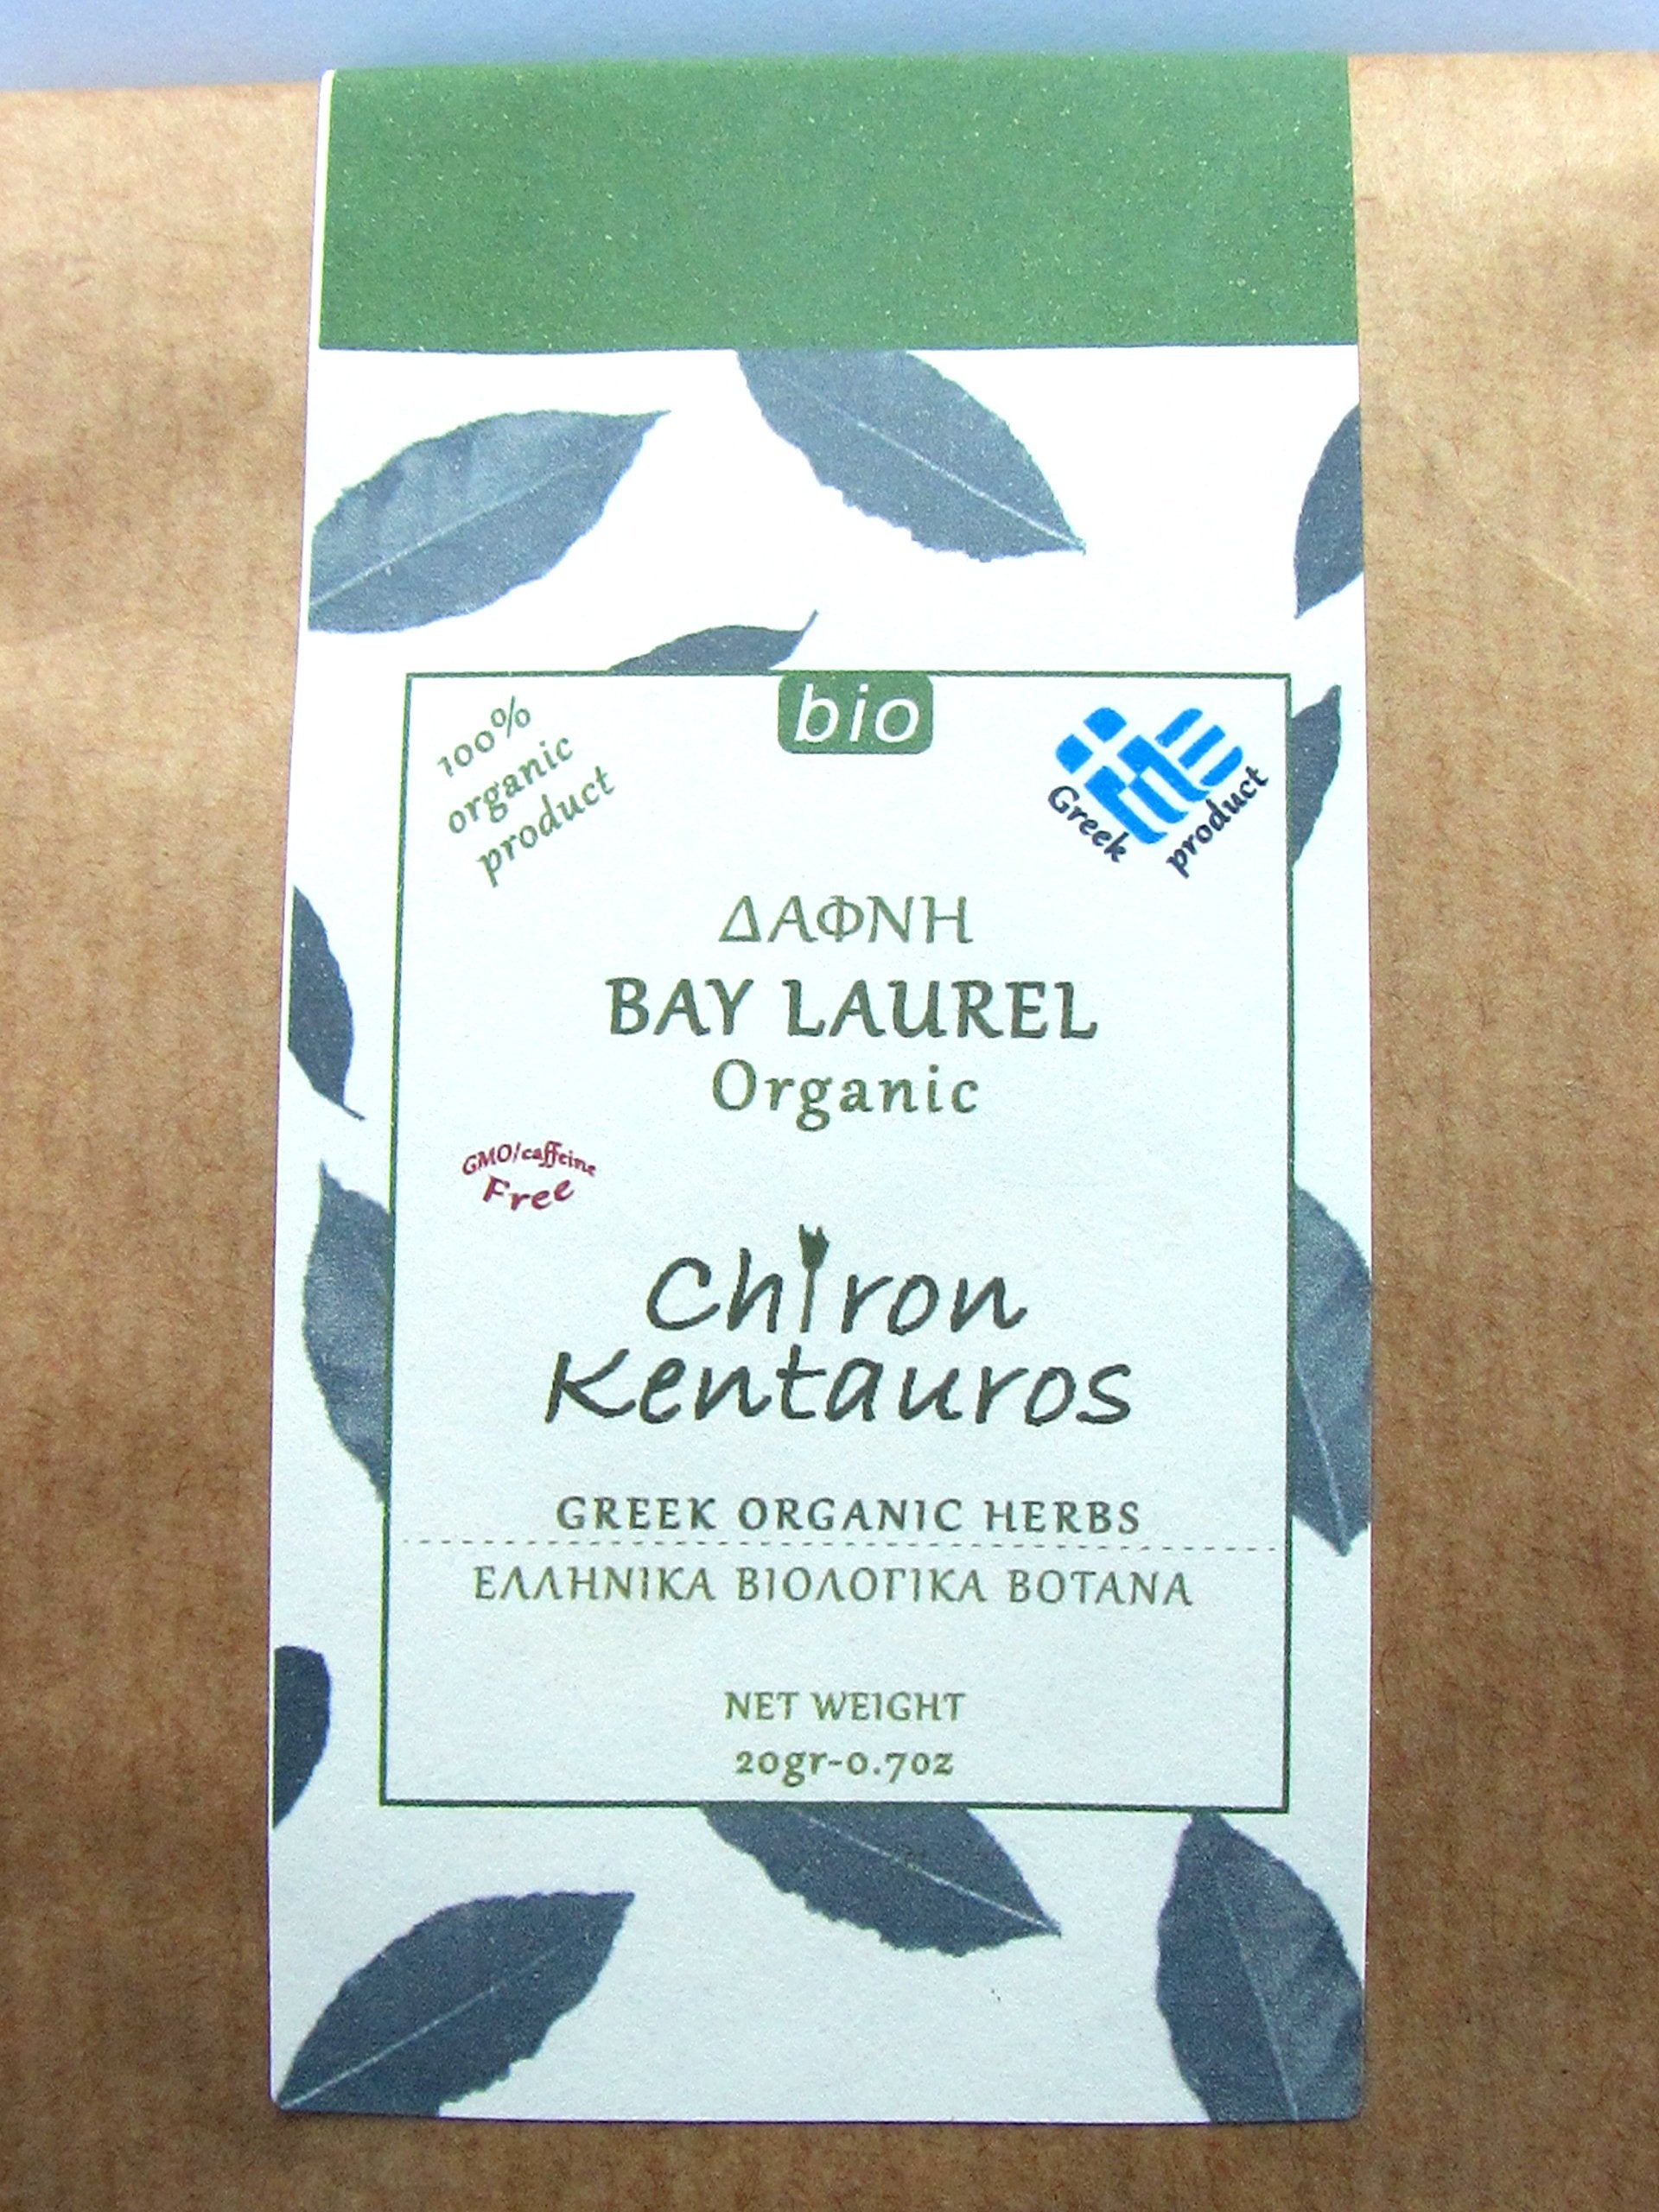 bio
100%
organic
product
Greek product
ΔΑΦΝΗ
BAY LAUREL
Organic
GMO/caffeine
Free
Chiron
Kentauros
GREEK ORGANIC HERBS
ΕΛΛΗΝΙΚΑ ΒΙΟΛΟΓΙΚΑ ΒΟΤΑΝΑ
NET WEIGHT
20gr-0.7oz